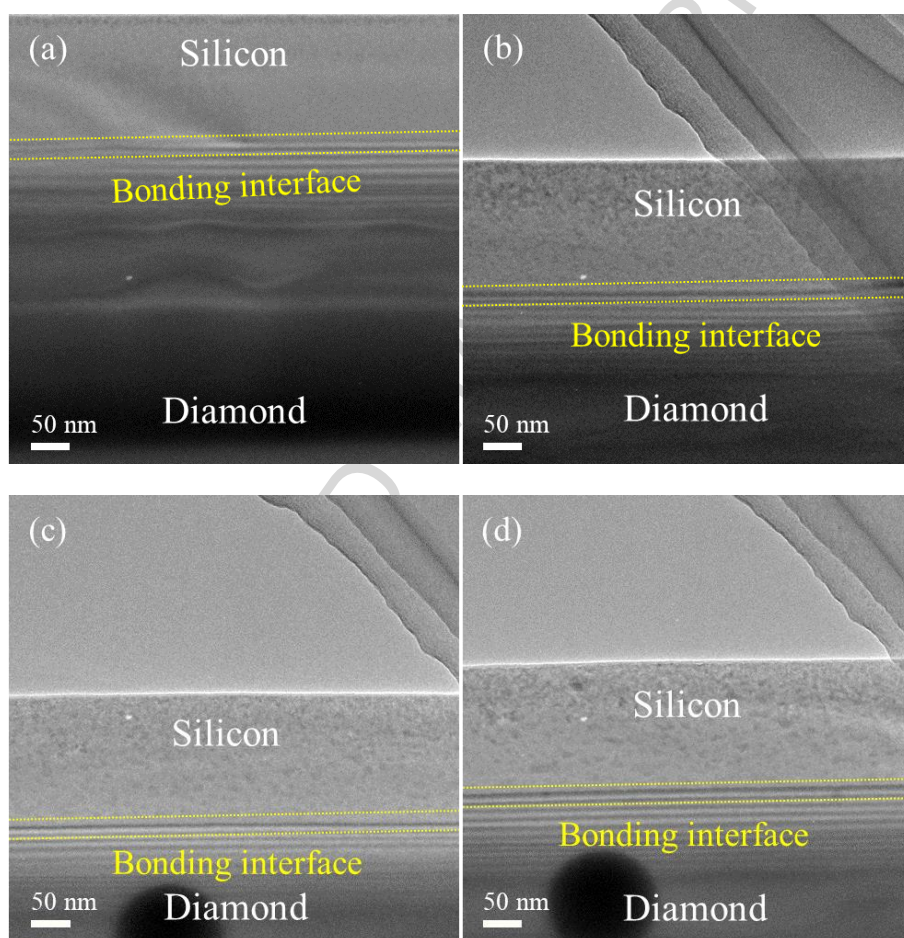 (a)
Silicon
Bonding interface
Diamond
50 nm
(b)
Silicon
Bonding interface
Diamond
50 nm
(c)
Silicon
Bonding interface
Diamond
50 nm
(d)
Silicon
Bonding interface
Diamond
50 nm